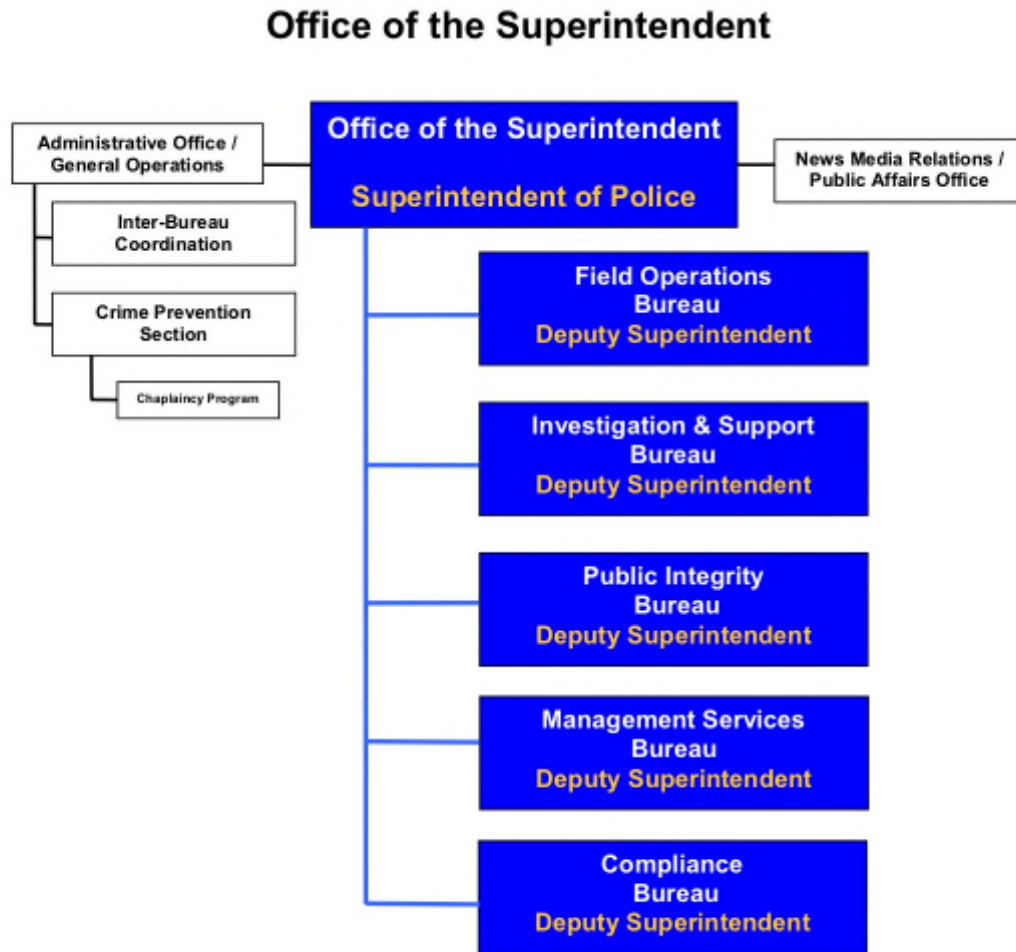 Office of the Superintendent
Office of the Superintendent
Superintendent of Police
Administrative Office /
General Operations
Inter-Bureau
Coordination
Crime Prevention
Section
Chaplaincy Program
News Media Relations /
Public Affairs Office
Field Operations
Bureau
Deputy Superintendent
Investigation & Support
Bureau
Deputy Superintendent
Public Integrity
Bureau
Deputy Superintendent
Management Services
Bureau
Deputy Superintendent
Compliance
Bureau
Deputy Superintendent